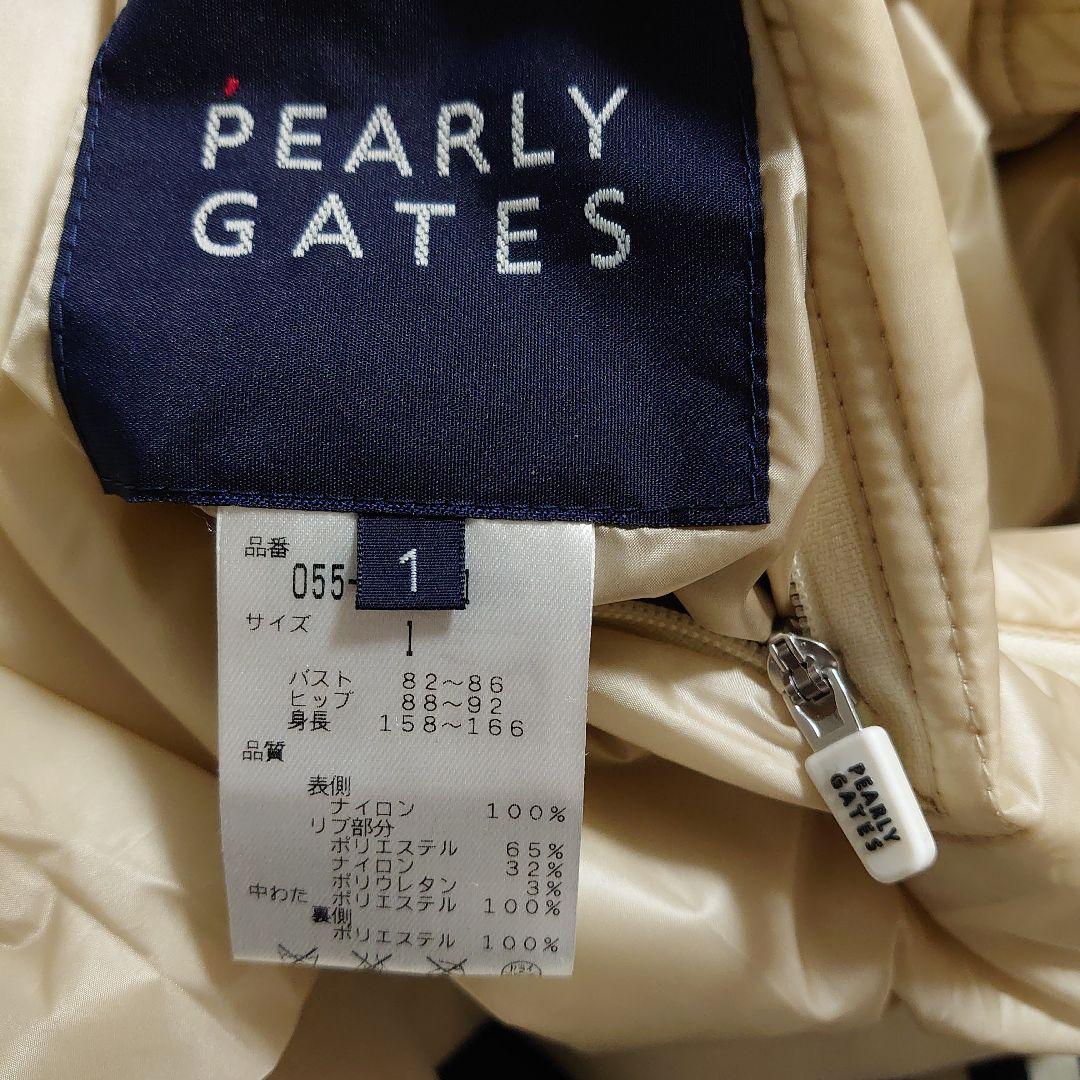 PEARLY
GATES
1
品番
055-
サイズ
1
バスト 82～86
ヒップ 88～92
身長 158～166
品質
表側
ナイロン 100%
リブ部分
ポリエステル 65%
ナイロン 32%
ポリウレタン 3%
中わた ポリエステル 100%
裏側
ポリエステル 100%
ドライ
PEARLY
GATES